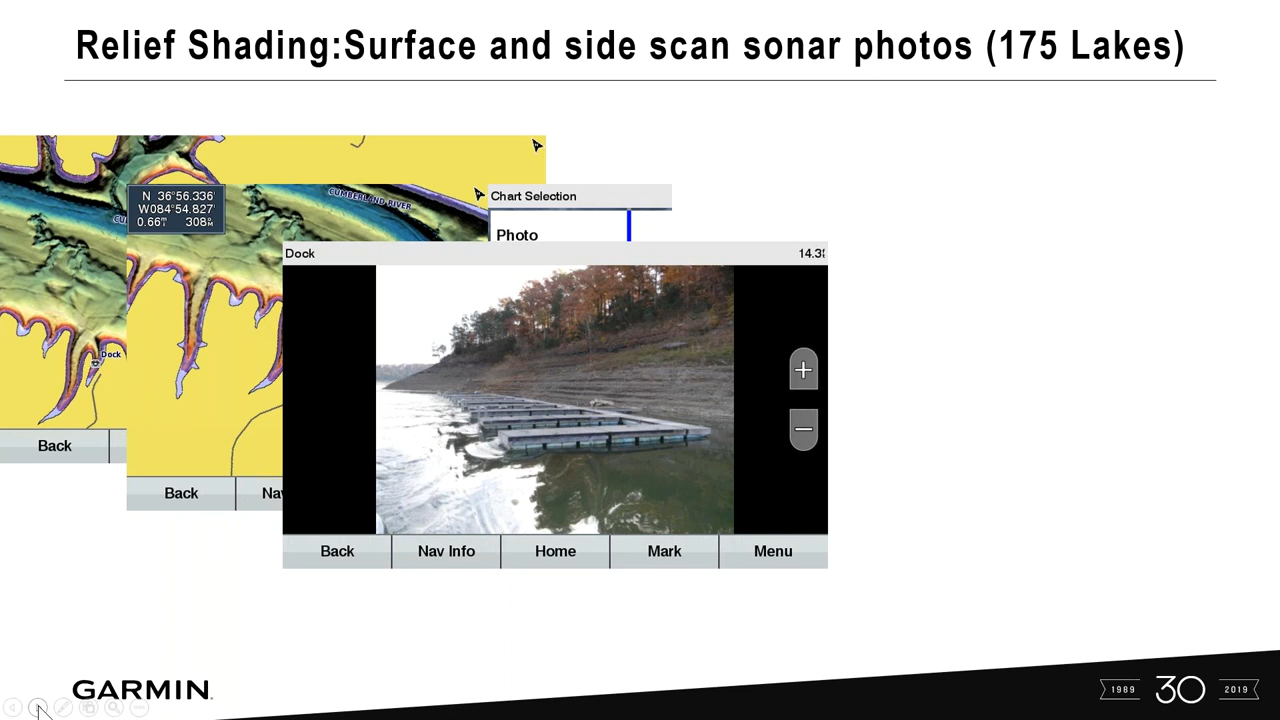 Relief Shading:Surface and side scan sonar photos (175 Lakes)
CUMBERLAND RIVER
N 36°56.336'
W084°54.827'
0.66
308
Chart Selection
Photo
Dock
14.3
Dock
Back
Back
Back
Nav Info
Home
Mark
Menu
GARMIN.
1989
30
2019